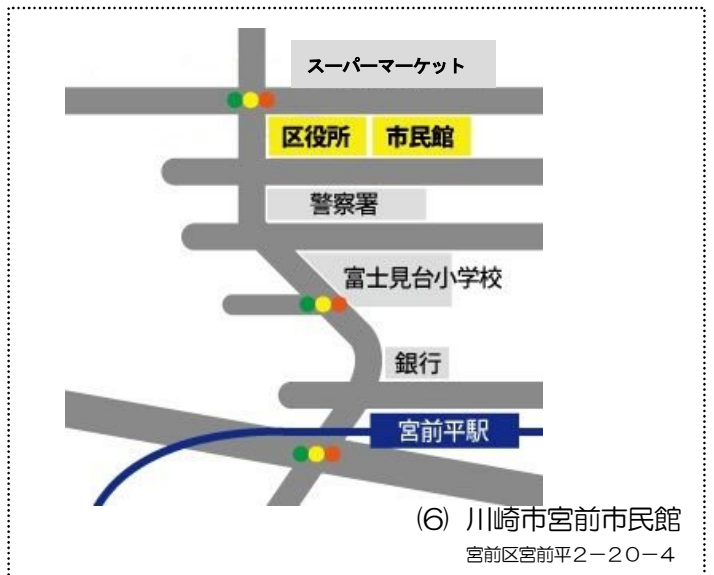 スーパーマーケット
区役所 市民館
警察署
富士見台小学校
銀行
宮前平駅
(6) 川崎市宮前市民館
宮前区宮前平2－20－4